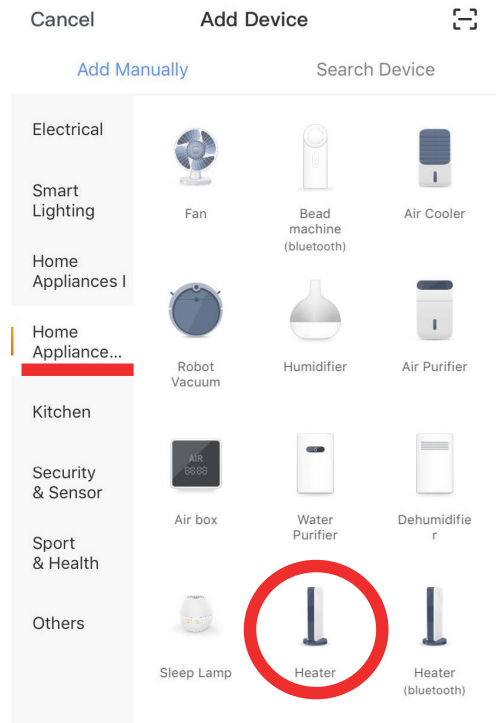 Cancel
Add Device
Add Manually
Search Device
Electrical
Smart
Lighting
Home
Appliances I
Home
Appliance...
Kitchen
Security
& Sensor
Sport
& Health
Others
Fan
Bead
machine
(bluetooth)
Air Cooler
Robot
Vacuum
Humidifier
Air Purifier
AIR
8888
Air box
Water
Purifier
Dehumidifie
r
Sleep Lamp
Heater
Heater
(bluetooth)